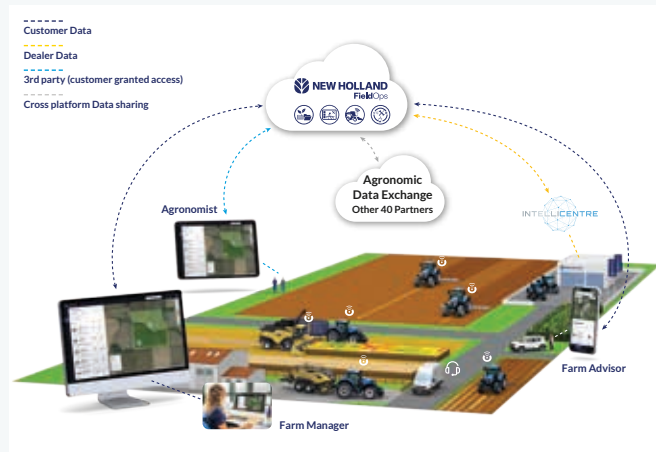 Customer Data
Dealer Data
3rd party (customer granted access)
Cross platform Data sharing
NEW HOLLAND
FieldOps
Agronomic
Data Exchange
Other 40 Partners
Agronomist
INTELLICENTRE
Farm Advisor
Farm Manager